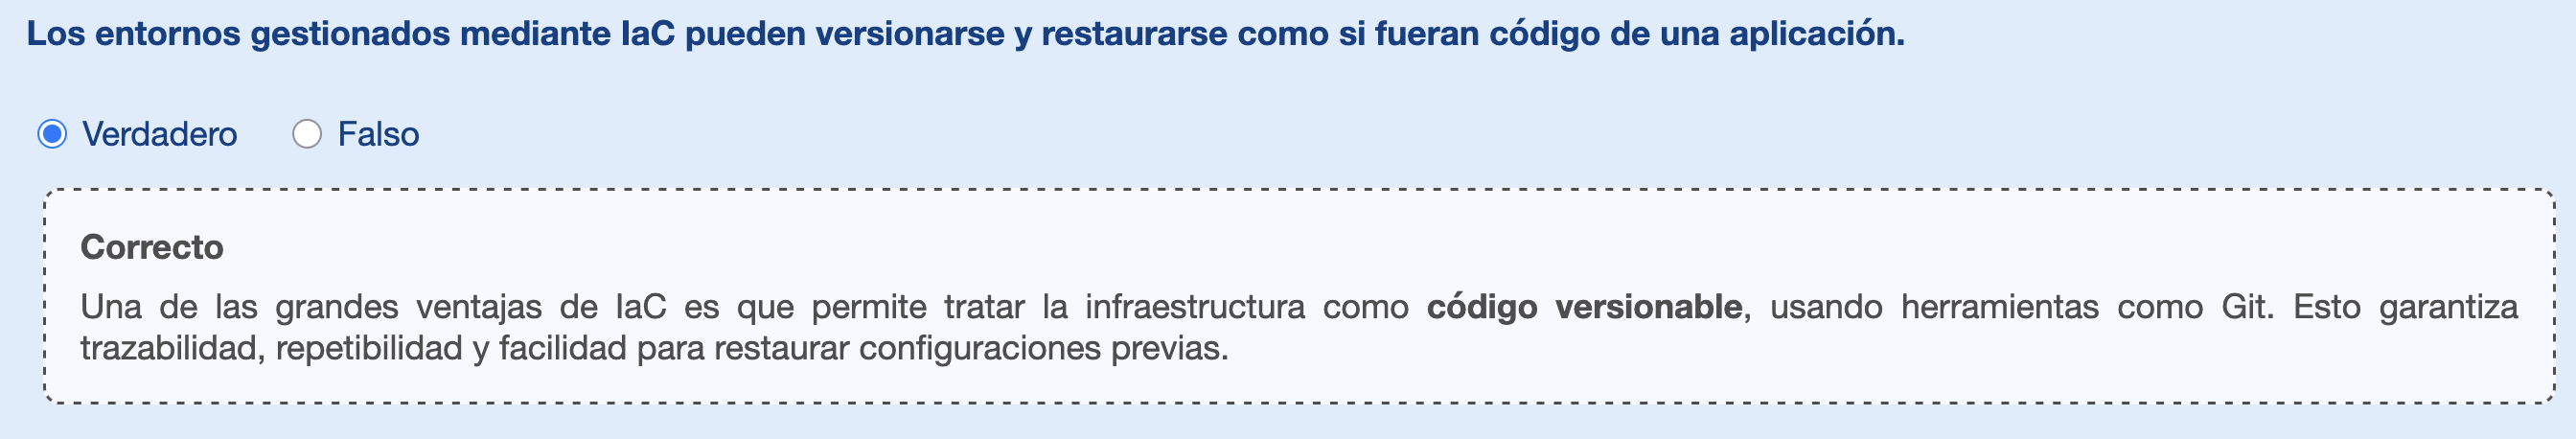 Los entornos gestionados mediante IaC pueden versionarse y restaurarse como si fueran código de una aplicación.
Verdadero Falso
Correcto
Una de las grandes ventajas de IaC es que permite tratar la infraestructura como código versionable, usando herramientas como Git. Esto garantiza
trazabilidad, repetibilidad y facilidad para restaurar configuraciones previas.